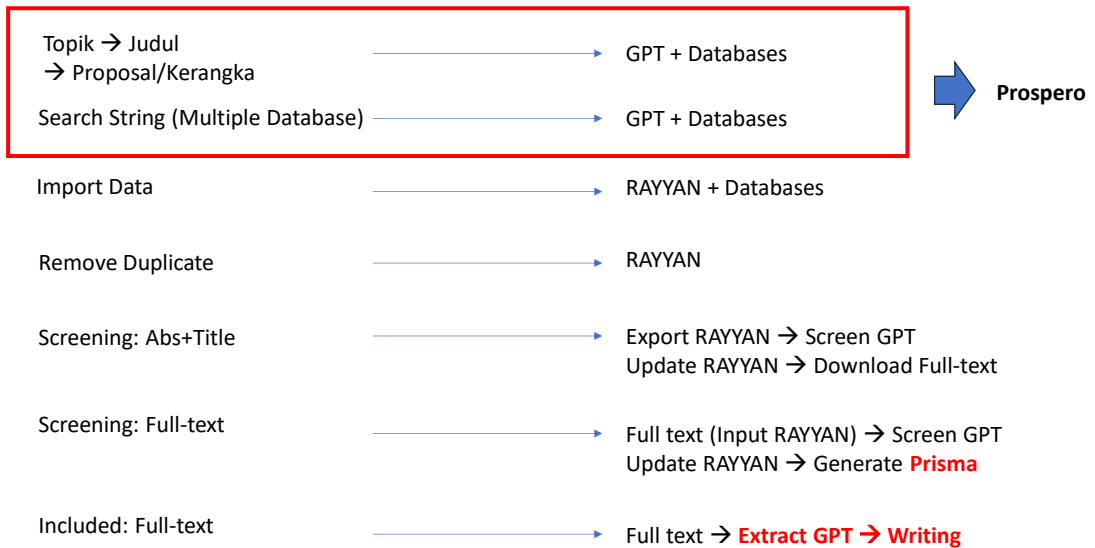 Topik → Judul
→ Proposal/Kerangka
GPT + Databases
Prospero
Search String (Multiple Database)
GPT + Databases
Import Data
RAYYAN + Databases
Remove Duplicate
RAYYAN
Screening: Abs+Title
Export RAYYAN → Screen GPT
Update RAYYAN → Download Full-text
Screening: Full-text
Full text (Input RAYYAN) → Screen GPT
Update RAYYAN → Generate Prisma
Included: Full-text
Full text → Extract GPT → Writing